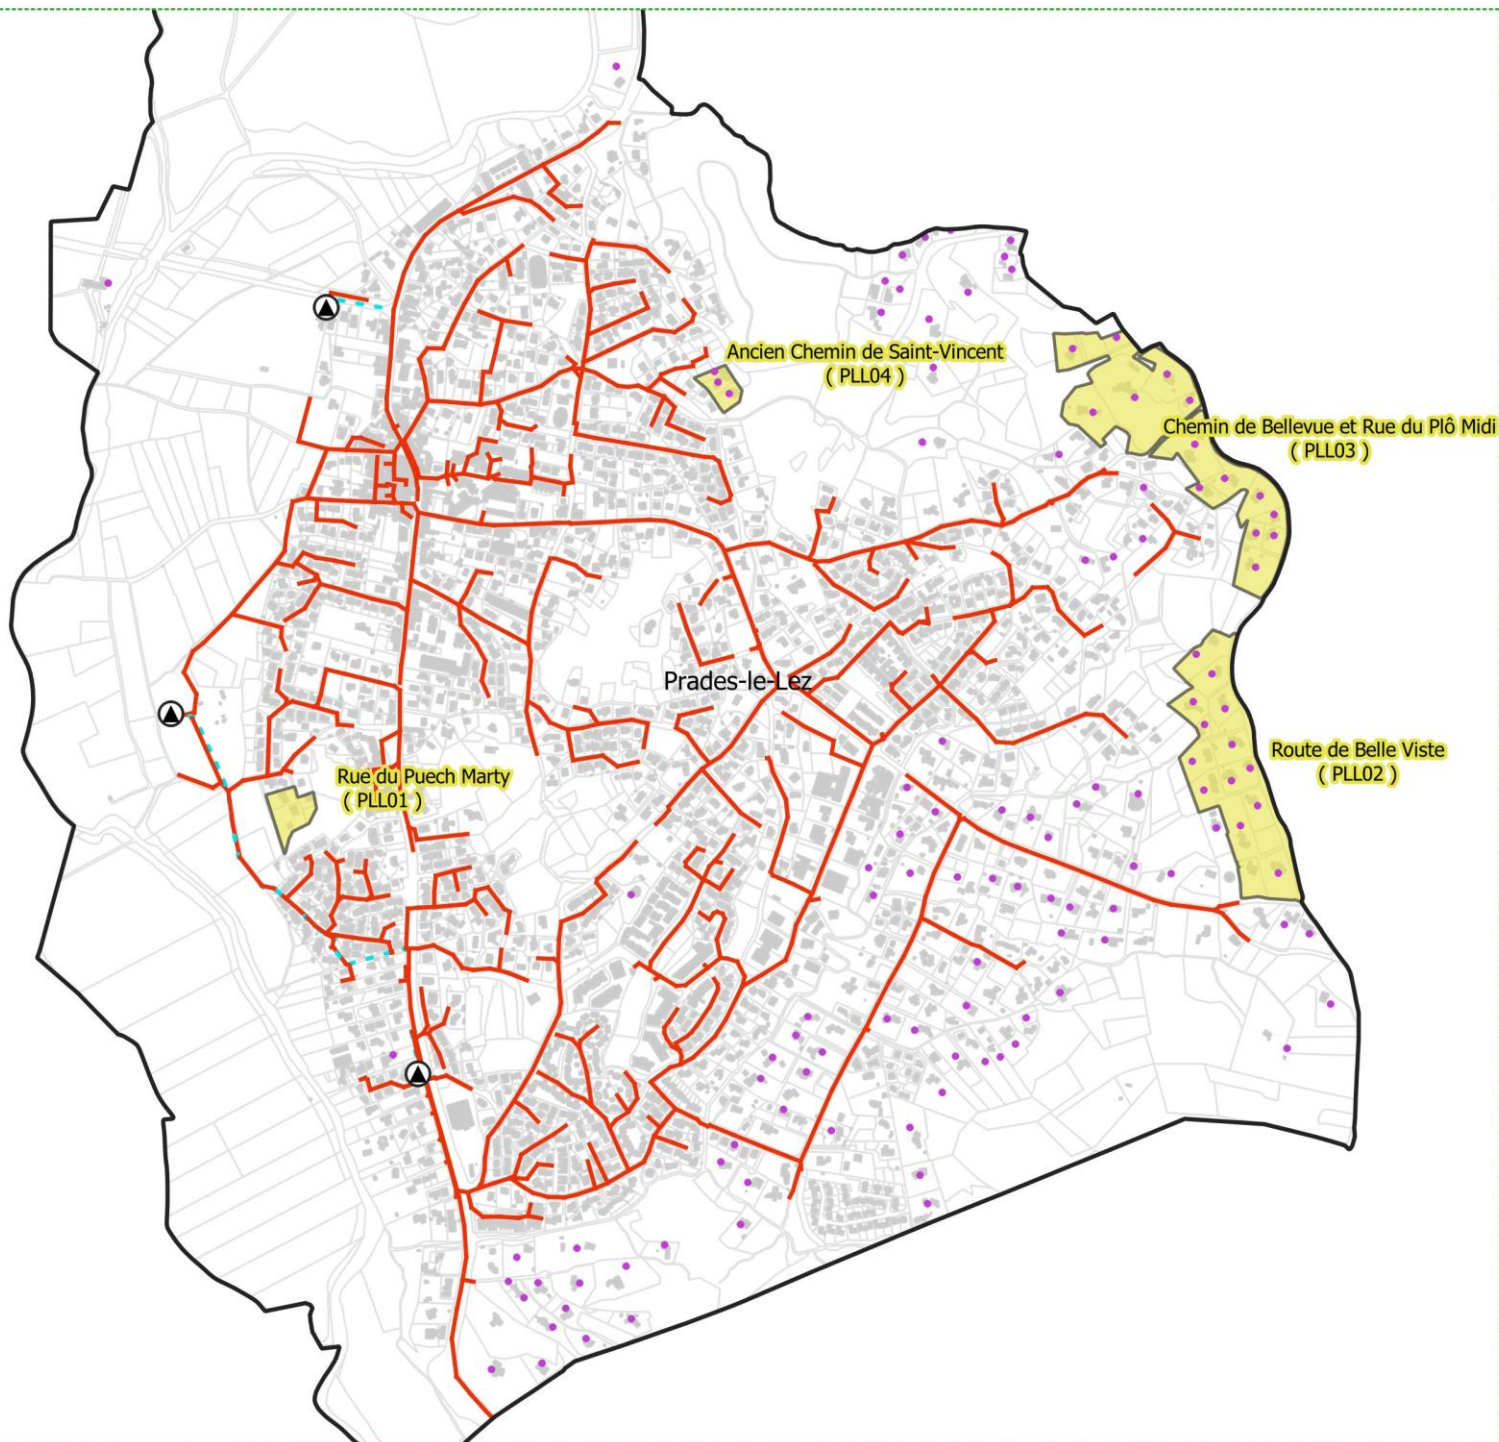 Ancien Chemin de Saint-Vincent
( PLL04 )
Chemin de Bellevue et Rue du Plô Midi
( PLL03 )
Prades-le-Lez
Route de Belle Viste
( PLL02 )
Rue du Puech Marty
( PLL01 )